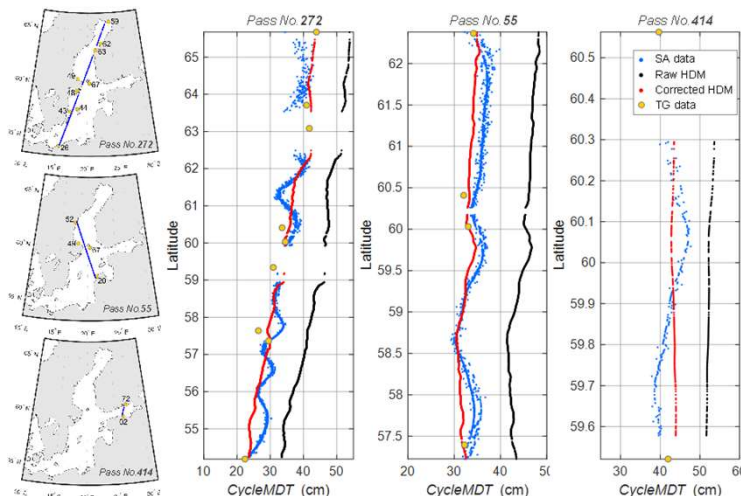 Pass No.272
Pass No.55
Pass No.414
SA data
Raw HDM
Corrected HDM
TG data
Latitude
65
64
63
62
61
60
59
58
57
56
55
10 20 30 40 50
CycleMDT (cm)
Latitude
62
61.5
61
60.5
60
59.5
59
58.5
58
57.5
20 30 40 50
CycleMDT (cm)
Latitude
60.5
60.4
60.3
60.2
60.1
60
59.9
59.8
59.7
59.6
20 30 40 50 60
CycleMDT (cm)
59
62
63
67
43
44
Pass No.272
52
67
20
Pass No.55
72
02
Pass No.414